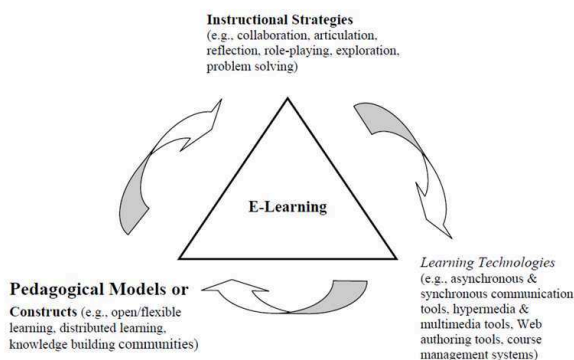 Instructional Strategies
(e.g., collaboration, articulation,
reflection, role-playing, exploration,
problem solving)
E-Learning
Pedagogical Models or
Constructs (e.g., open/flexible
learning, distributed learning,
knowledge building communities)
Learning Technologies
(e.g., asynchronous &
synchronous communication
tools, hypermedia &
multimedia tools, Web
authoring tools, course
management systems)